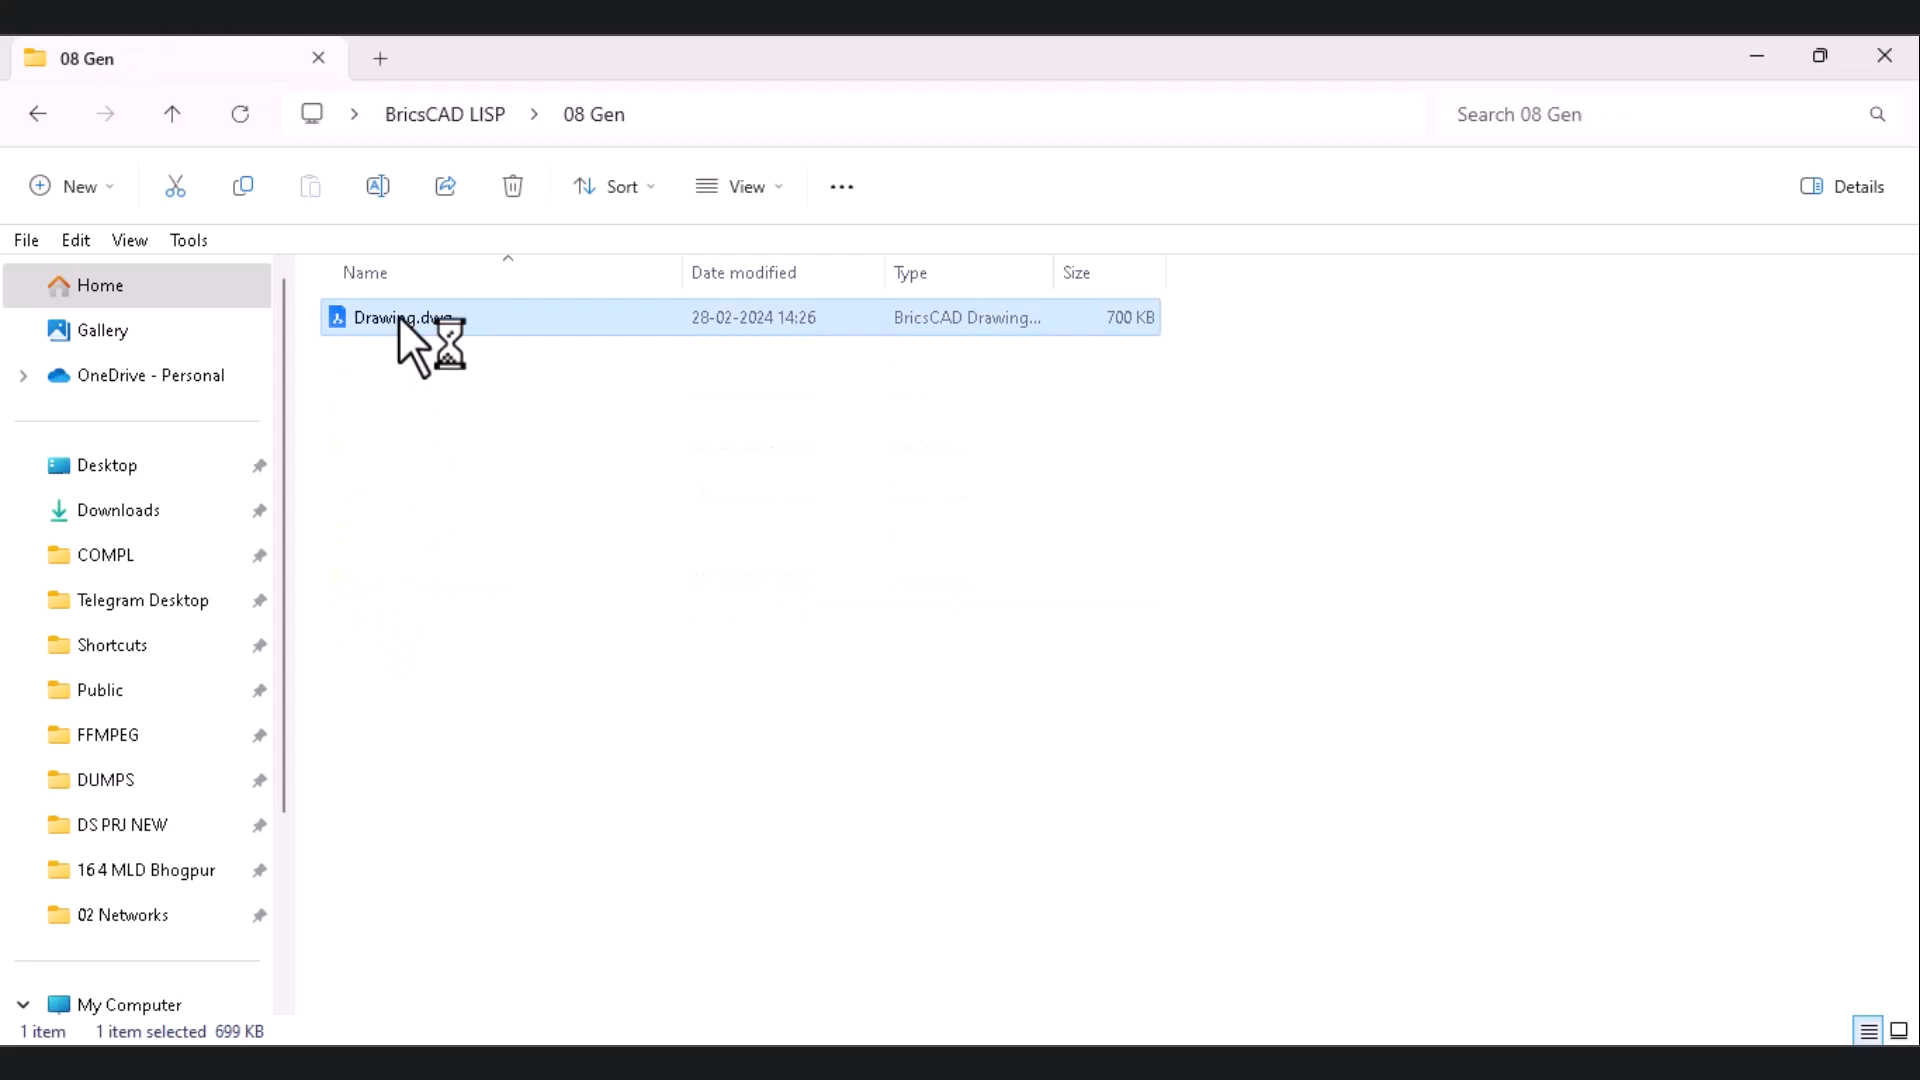 08 Gen
BricsCAD LISP
08 Gen
Search 08 Gen
New
Sort
View
Details
File
Edit
View
Tools
Name
Date modified
Type
Size
Drawing.dwg
28-02-2024 14:26
BricsCAD Drawing...
700 KB
Home
Gallery
OneDrive - Personal
Desktop
Downloads
COMPL
Telegram Desktop
Shortcuts
Public
FFMPEG
DUMPS
DS PRJ NEW
16 4 MLD Bhogpur
02 Networks
My Computer
1 item
1 item selected 699 KB